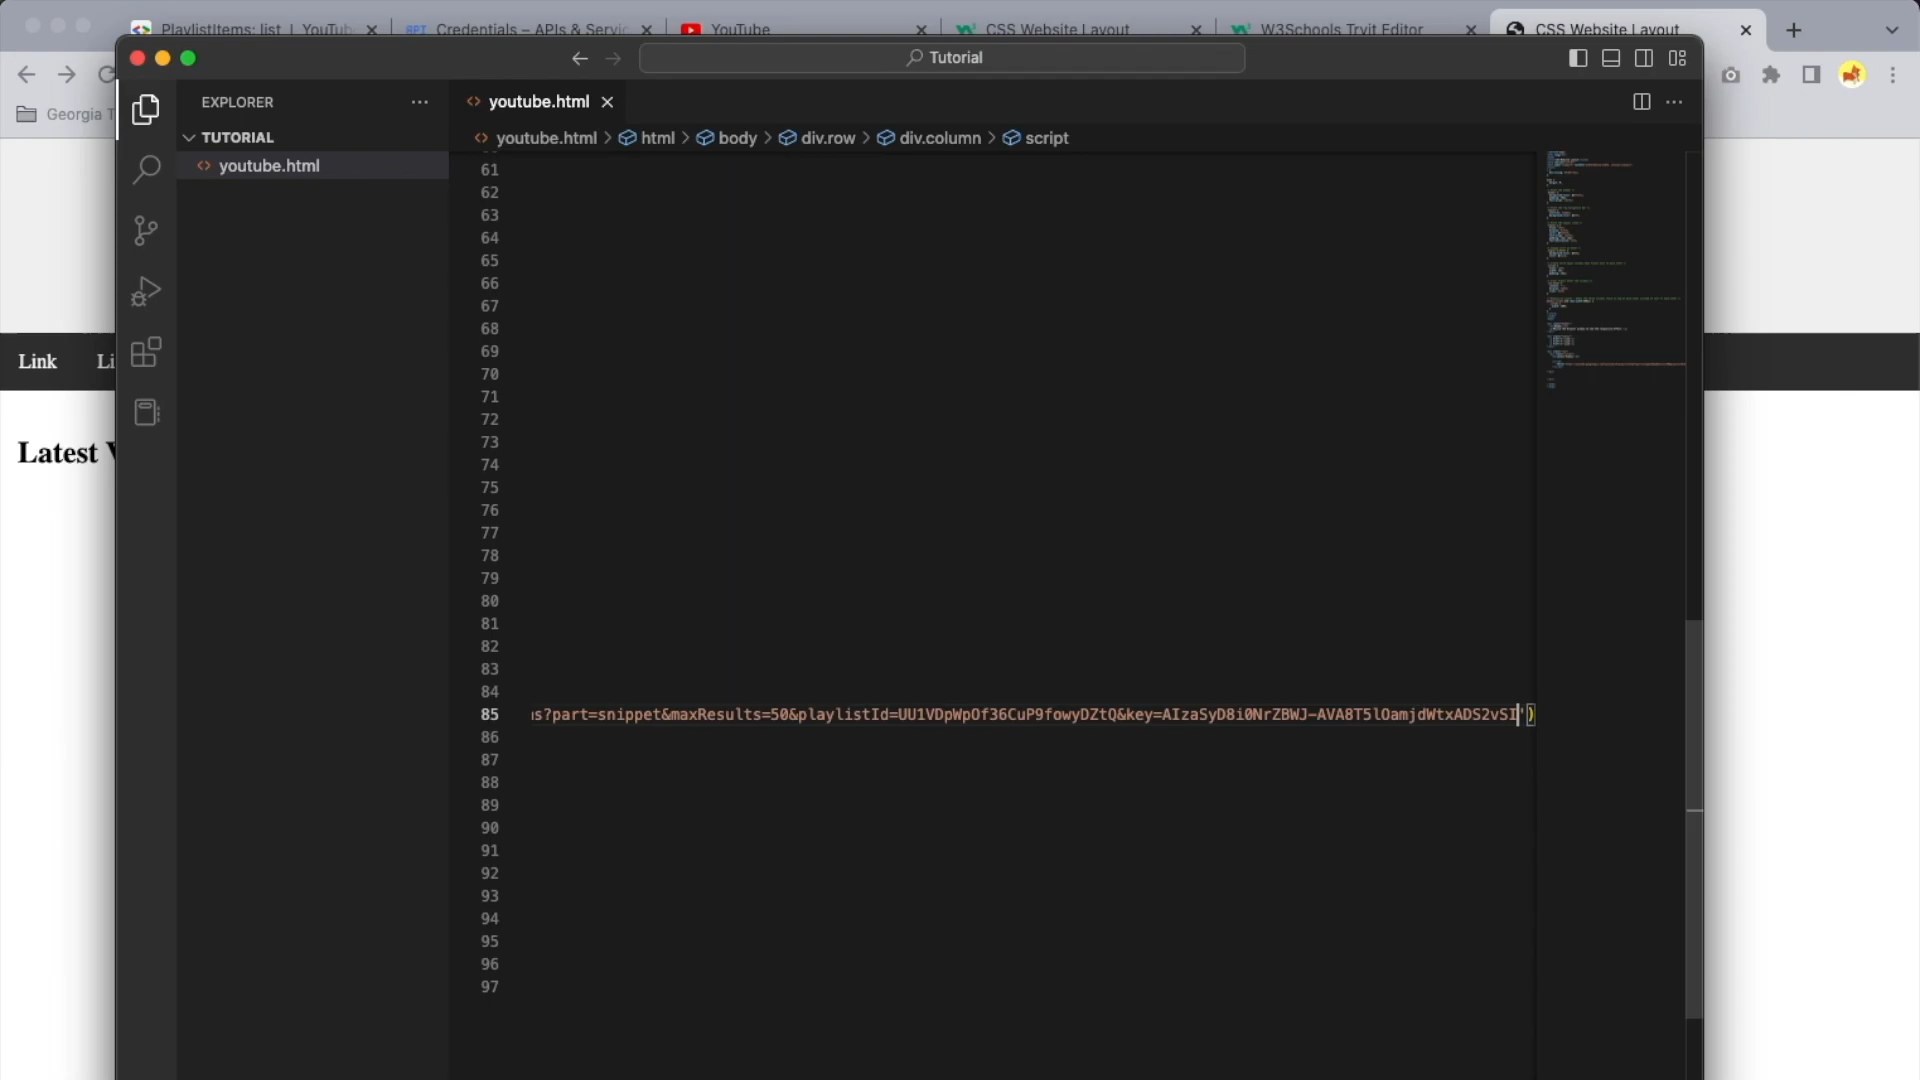 PlaylistItems: list | YouTub
Credentials – APIs & Servic
YouTube
CSS Website Layout
W3Schools Tryit Editor
CSS Website Layout
Tutorial
Georgia T
EXPLORER
youtube.html
TUTORIAL
youtube.html > html > body > div.row > div.column > script
youtube.html
61
62
63
64
65
66
67
68
69
Link
Li
70
71
72
73
Latest
74
75
76
77
78
79
80
81
82
83
84
85 s?part=snippet&maxResults=50&playlistId=UU1VDpWpOf36CuP9fowyDZtQ&key=AIzaSyD8i0NrZBWJ-AVA8T5lOamjdWtxADS2vSI')
86
87
88
89
90
91
92
93
94
95
96
97